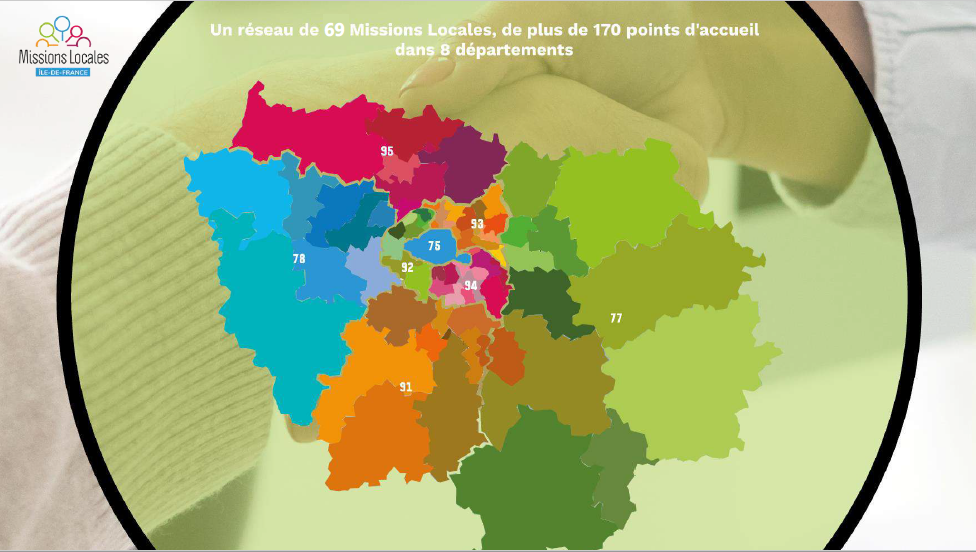 Un réseau de 69 Missions Locales, de plus de 170 points d'accueil
dans 8 départements
Missions Locales
ÎLE-DE-FRANCE
95
93
75
78
92
94
77
91